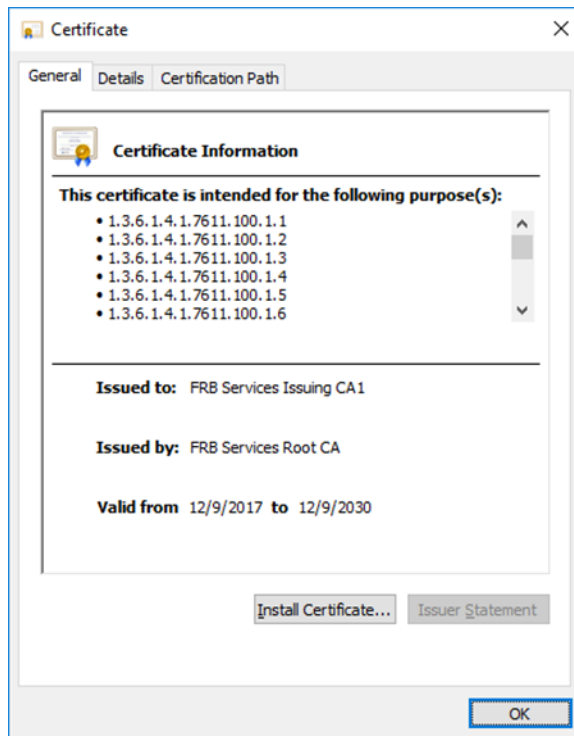 Certificate
General Details Certification Path
Certificate Information
This certificate is intended for the following purpose(s):
• 1.3.6.1.4.1.7611.100.1.1
• 1.3.6.1.4.1.7611.100.1.2
• 1.3.6.1.4.1.7611.100.1.3
• 1.3.6.1.4.1.7611.100.1.4
• 1.3.6.1.4.1.7611.100.1.5
• 1.3.6.1.4.1.7611.100.1.6
Issued to: FRB Services Issuing CA1
Issued by: FRB Services Root CA
Valid from 12/9/2017 to 12/9/2030
Install Certificate... Issuer Statement
OK